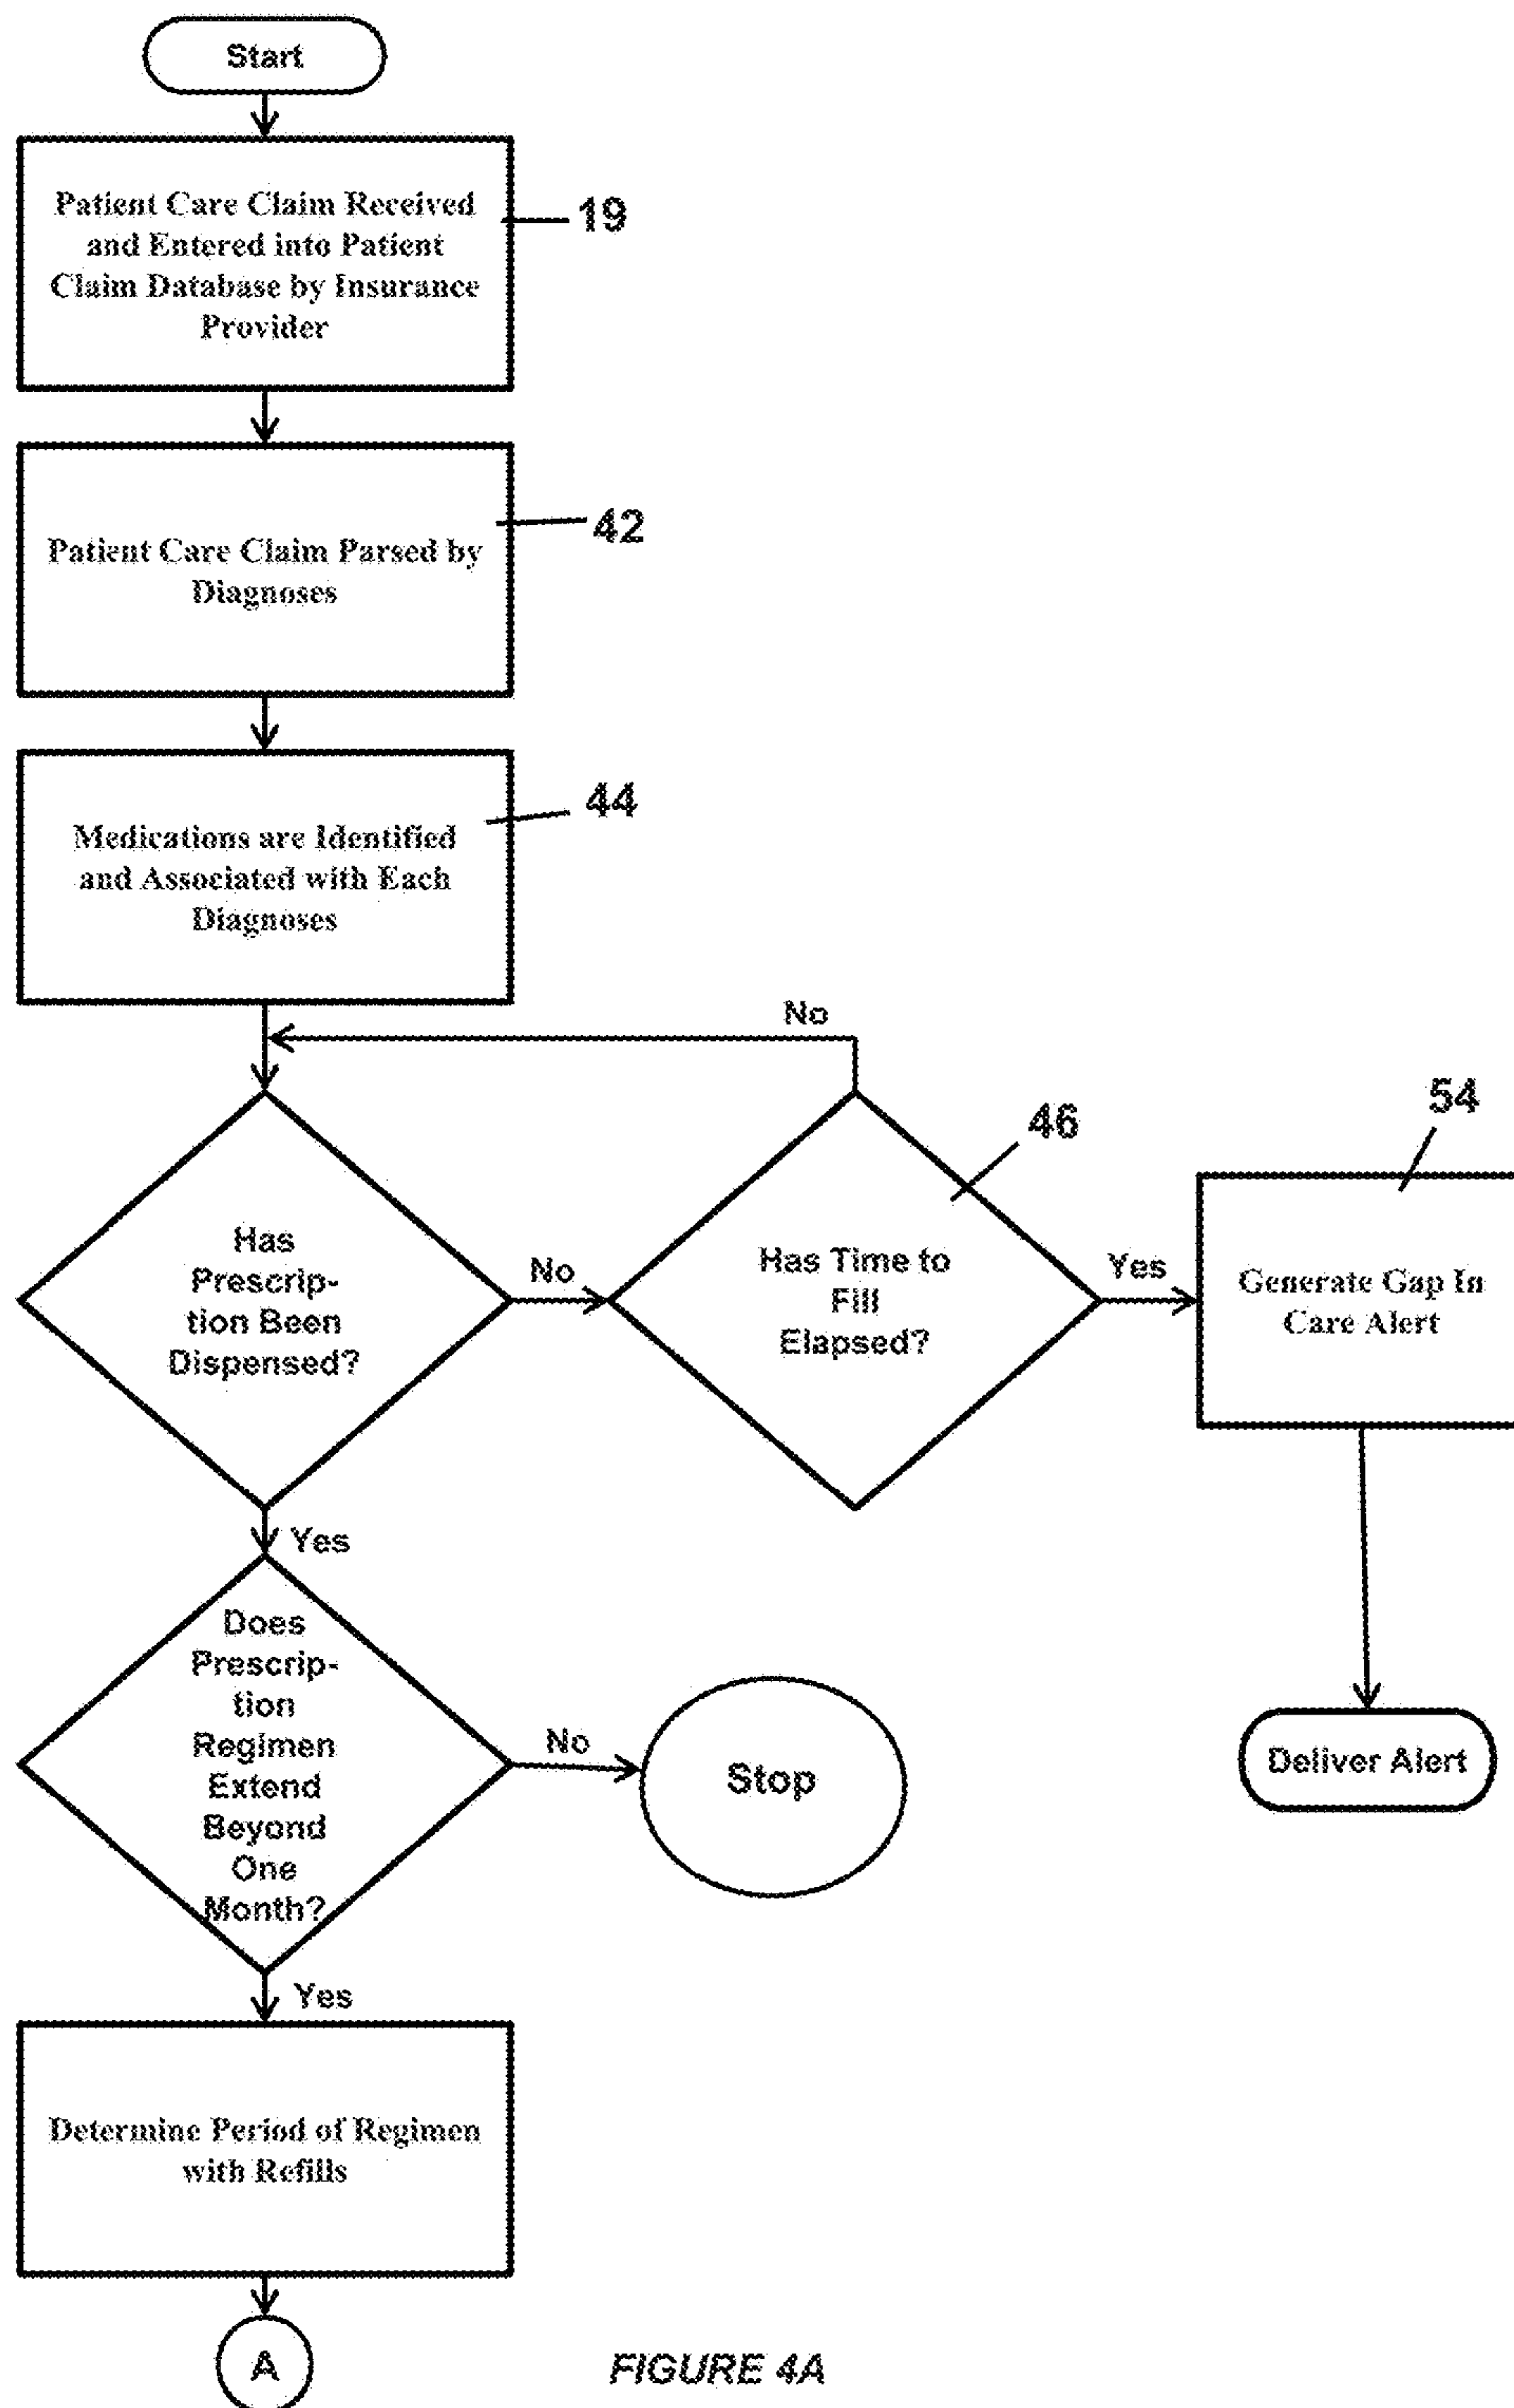 Start
Patient Care Claim Received
and Entered into Patient
Claim Database by Insurance
Provider
19
Patient Care Claim Parsed by
Diagnoses
42
Medications are Identified
and Associated with Each
Diagnoses
44
No
Has
Prescrip-
tion Been
Dispensed?
No
Has Time to
Fill
Elapsed?
46
Yes
Generate Gap In
Care Alert
54
Yes
Deliver Alert
Does
Prescrip-
tion
Regimen
Extend
Beyond
One
Month?
No
Stop
Yes
Determine Period of Regimen
with Refills
A
FIGURE 4A